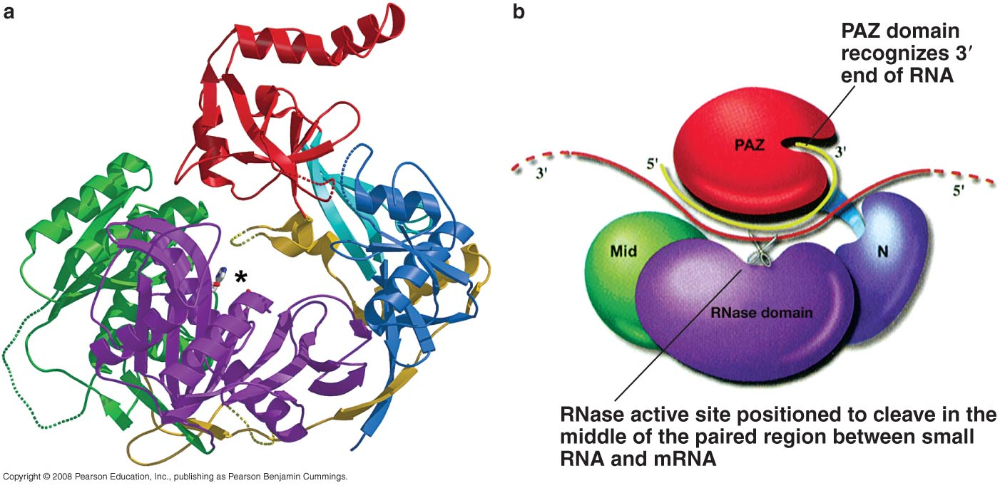 a
b
PAZ domain
recognizes 3′
end of RNA
PAZ
3'
5'
3'
5'
Mid
N
RNase domain
*
RNase active site positioned to cleave in the
middle of the paired region between small
RNA and mRNA
Copyright © 2008 Pearson Education, Inc., publishing as Pearson Benjamin Cummings.